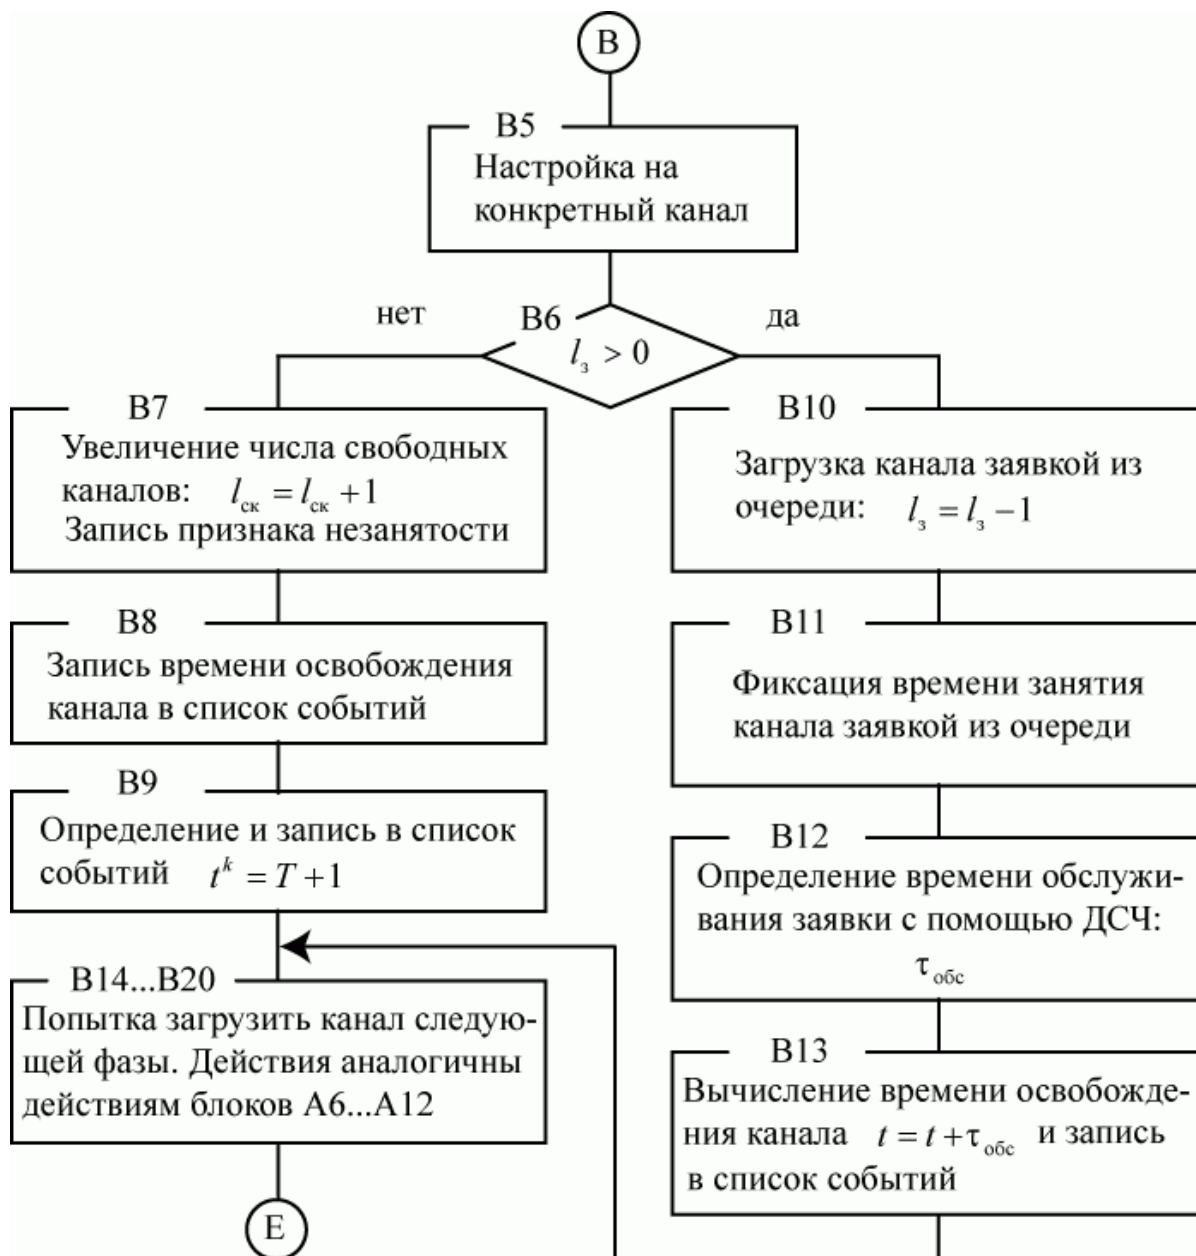 В
В5
Настройка на
конкретный канал
нет
В6
да
l_з > 0
В7
Увеличение числа свободных
каналов: l_ск = l_ск + 1
Запись признака незанятости
В10
Загрузка канала заявкой из
очереди: l_з = l_з − 1
В8
Запись времени освобождения
канала в список событий
В11
Фиксация времени занятия
канала заявкой из очереди
В9
Определение и запись в список
событий t^k = T + 1
В12
Определение времени обслужи-
вания заявки с помощью ДСЧ:
τ_обс
В14...В20
Попытка загрузить канал следую-
щей фазы. Действия аналогичны
действиям блоков А6...А12
В13
Вычисление времени освобожде-
ния канала t = t + τ_обс и запись
в список событий
Е